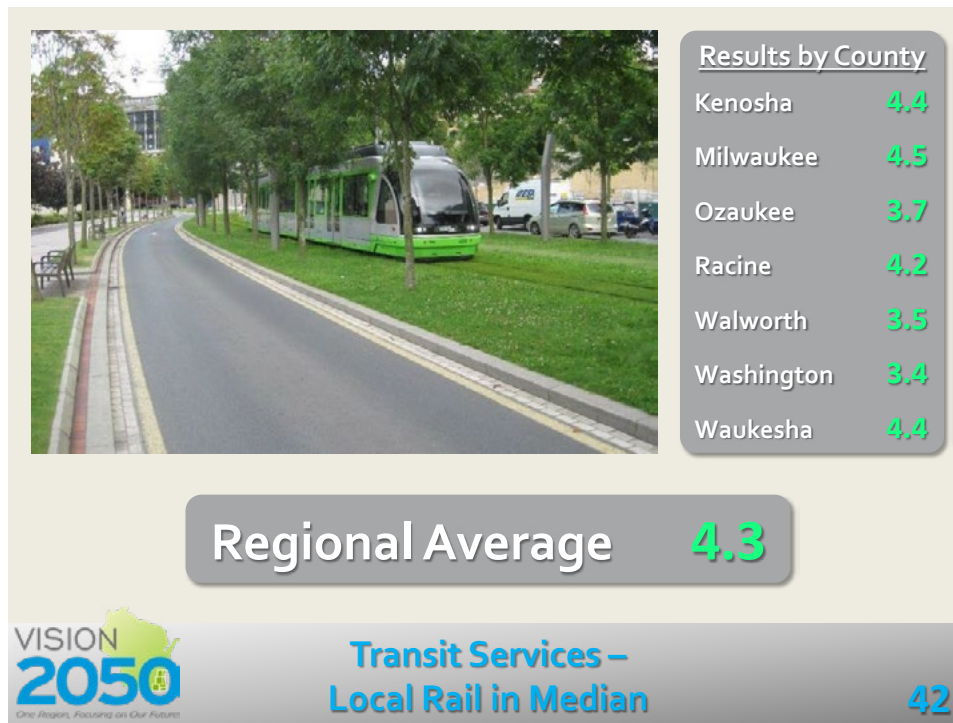 Results by County
Kenosha 4.4
Milwaukee 4.5
Ozaukee 3.7
Racine 4.2
Walworth 3.5
Washington 3.4
Waukesha 4.4
Regional Average 4.3
VISION
2050
One Region, Focusing on Our Future
Transit Services –
Local Rail in Median
42